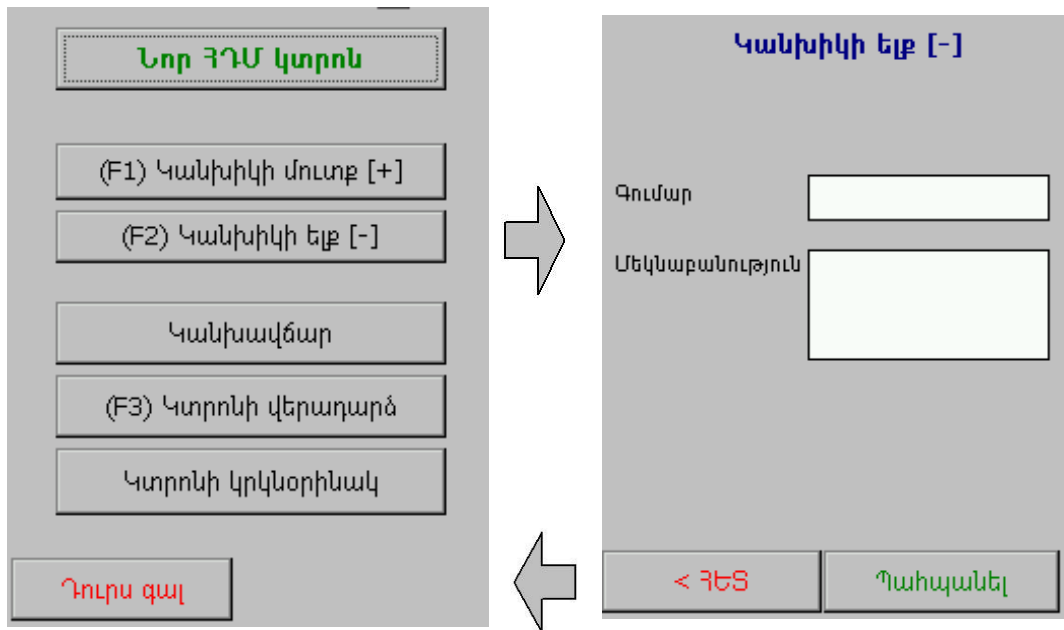 Նոր ՀԴՄ կտրոն
(F1) Կանխիկի մուտք [+]
(F2) Կանխիկի ելք [-]
Կանխավճար
(F3) Կտրոնի վերադարձ
Կտրոնի կրկնօրինակ
Դուրս գալ
Կանխիկի ելք [-]
Գումար
Մեկնաբանություն
< ՀԵՏ
Պահպանել